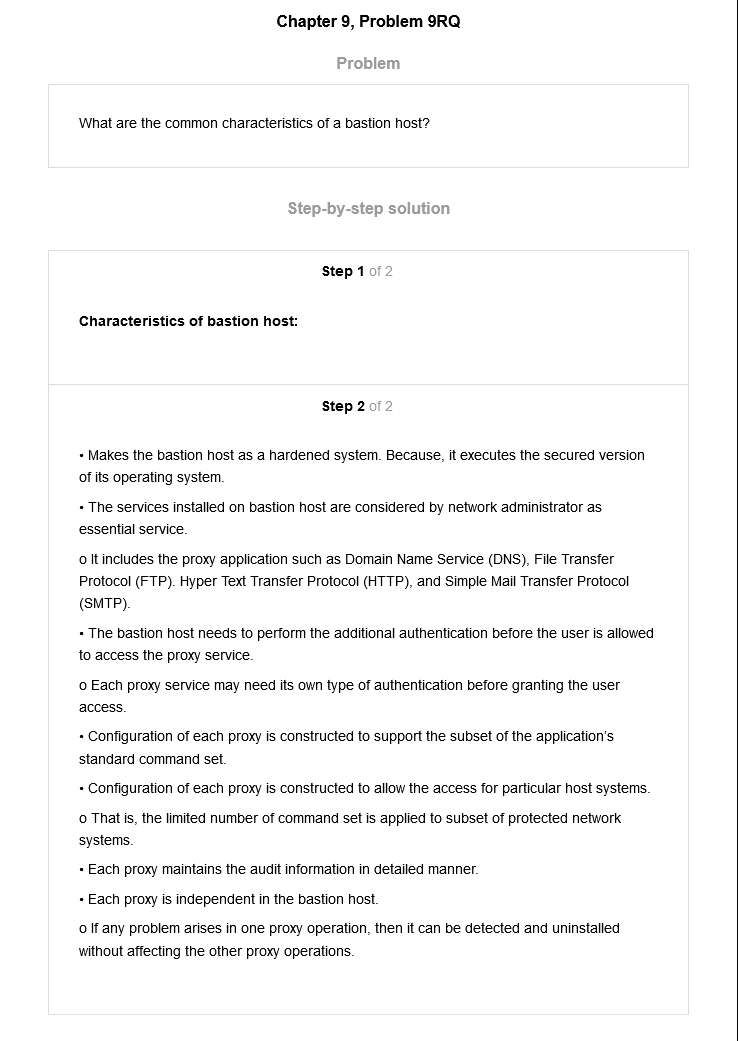 Chapter 9, Problem 9RQ
Problem
What are the common characteristics of a bastion host?
Step-by-step solution
Step 1 of 2
Characteristics of bastion host:
Step 2 of 2
• Makes the bastion host as a hardened system. Because, it executes the secured version
of its operating system.
• The services installed on bastion host are considered by network administrator as
essential service.
o It includes the proxy application such as Domain Name Service (DNS), File Transfer
Protocol (FTP). Hyper Text Transfer Protocol (HTTP), and Simple Mail Transfer Protocol
(SMTP).
• The bastion host needs to perform the additional authentication before the user is allowed
to access the proxy service.
o Each proxy service may need its own type of authentication before granting the user
access.
• Configuration of each proxy is constructed to support the subset of the application's
standard command set.
• Configuration of each proxy is constructed to allow the access for particular host systems.
o That is, the limited number of command set is applied to subset of protected network
systems.
• Each proxy maintains the audit information in detailed manner.
• Each proxy is independent in the bastion host.
o If any problem arises in one proxy operation, then it can be detected and uninstalled
without affecting the other proxy operations.